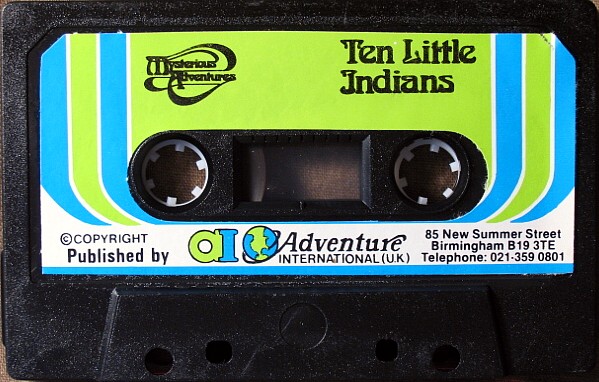 Mysterious
Adventures
Ten Little
Indians
©COPYRIGHT
Published by
AI Adventure
INTERNATIONAL (U.K)
85 New Summer Street
Birmingham B19 3TE
Telephone: 021-359 0801